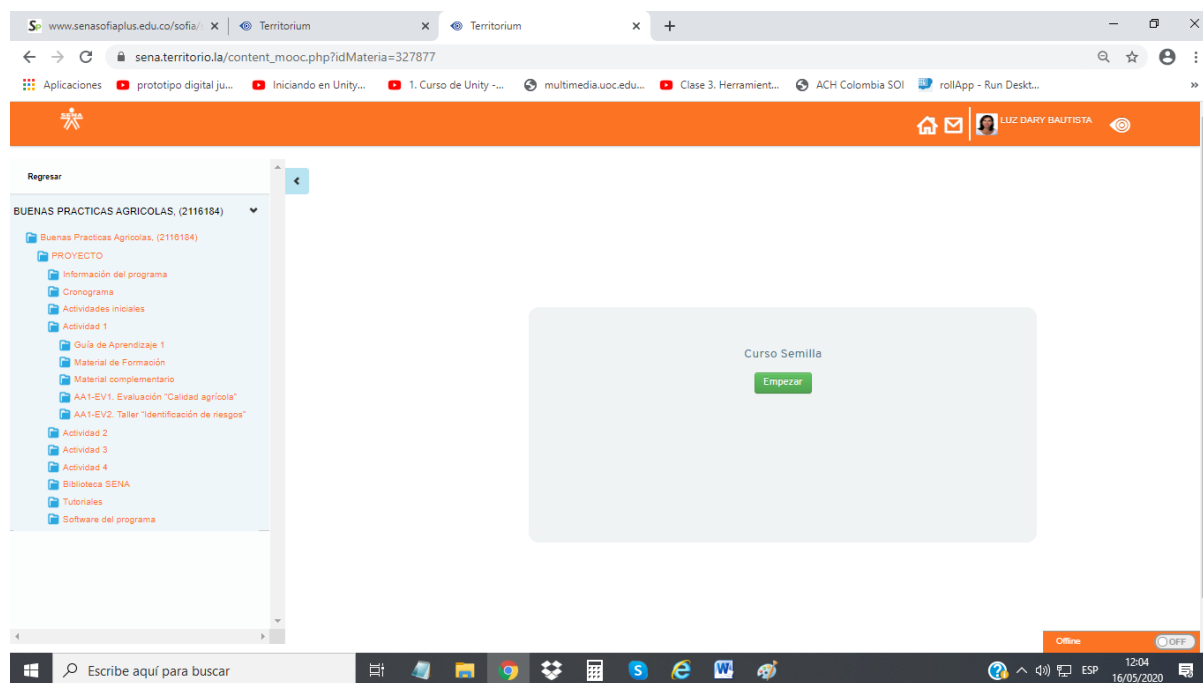 www.senasofiaplus.edu.co/sofia/
Territorium
Territorium
sena.territorio.la/content_mooc.php?idMateria=327877
Aplicaciones
prototipo digital ju...
Iniciando en Unity...
1. Curso de Unity -...
multimedia.uoc.edu...
Clase 3. Herramient...
ACH Colombia SOI
rollApp - Run Deskt...
»
SENA
LUZ DARY BAUTISTA
Regresar
BUENAS PRACTICAS AGRICOLAS, (2116184)
Buenas Practicas Agricolas, (2116184)
PROYECTO
Información del programa
Cronograma
Actividades iniciales
Actividad 1
Guía de Aprendizaje 1
Material de Formación
Material complementario
AA1-EV1. Evaluación "Calidad agrícola"
AA1-EV2. Taller "Identificación de riesgos"
Actividad 2
Actividad 3
Actividad 4
Biblioteca SENA
Tutoriales
Software del programa
Curso Semilla
Empezar
Offline
OFF
Escribe aquí para buscar
ESP
12:04
16/05/2020